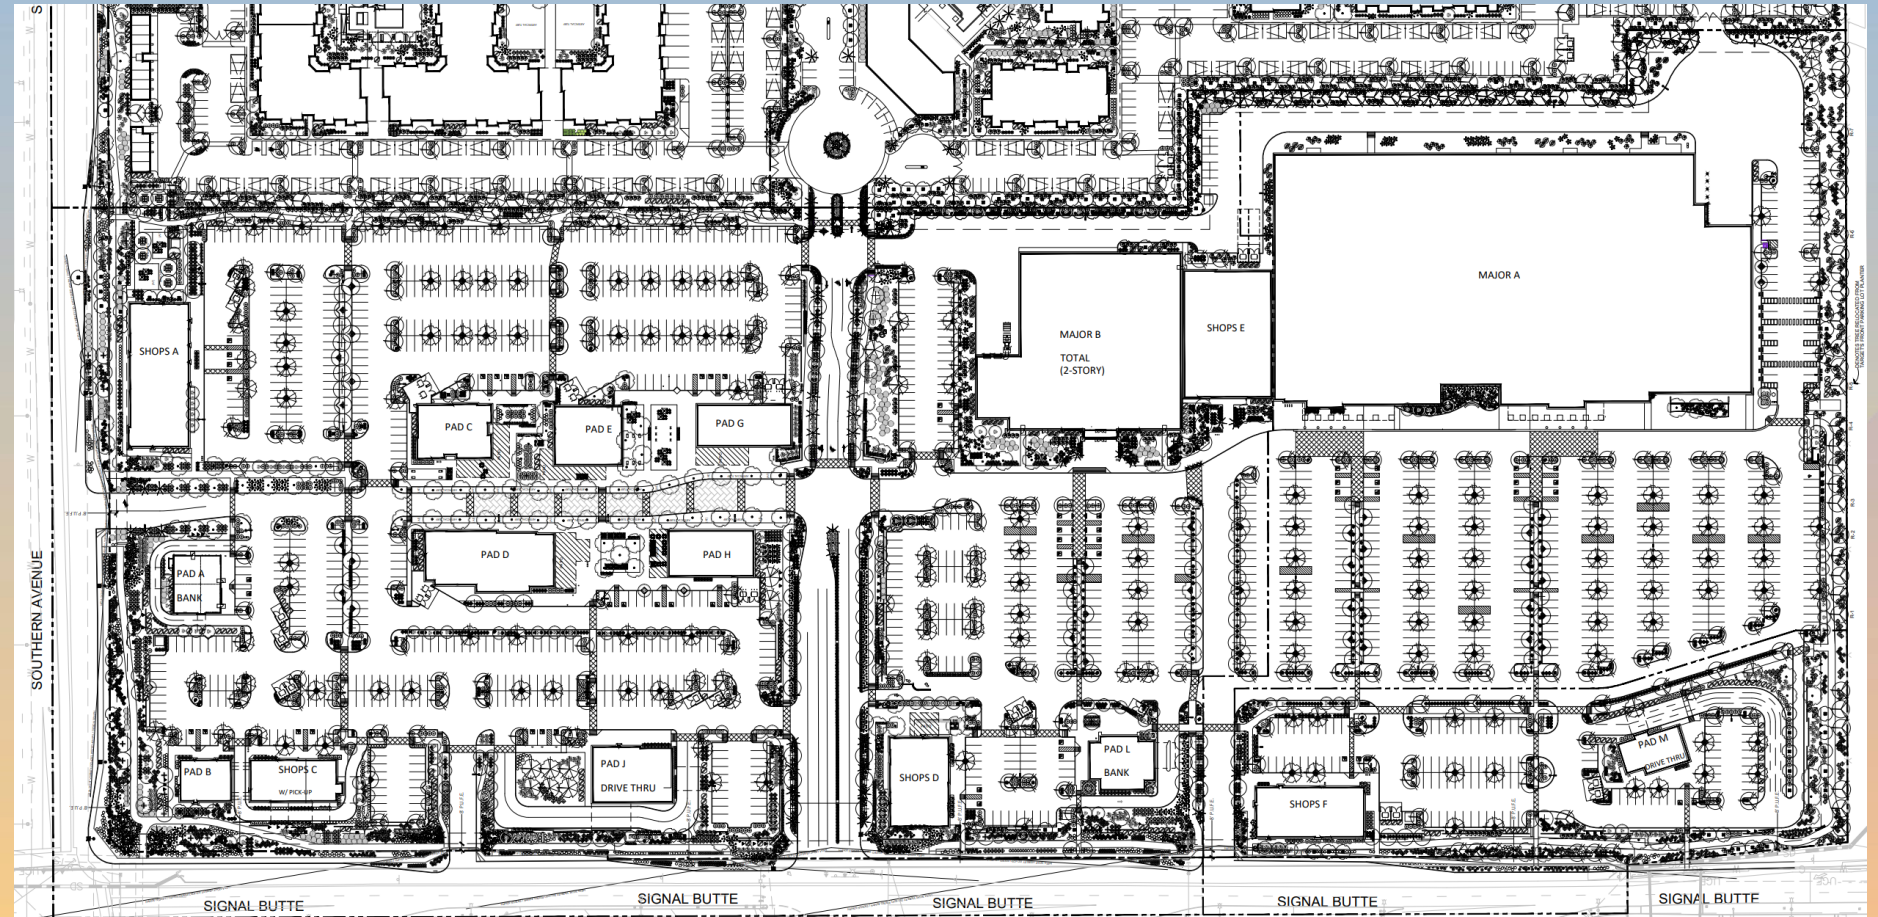 MAJOR A
SHOPS E
MAJOR B
TOTAL
(2-STORY)
SHOPS A
PAD C
PAD E
PAD G
PAD D
PAD H
PAD A
BANK
SOUTHERN AVENUE
PAD B
SHOPS C
W/ PICK-UP
PAD J
DRIVE THRU
SHOPS D
PAD L
BANK
SHOPS F
PAD M
DRIVE THRU
SIGNAL BUTTE
SIGNAL BUTTE
SIGNAL BUTTE
SIGNAL BUTTE
SIGNAL BUTTE